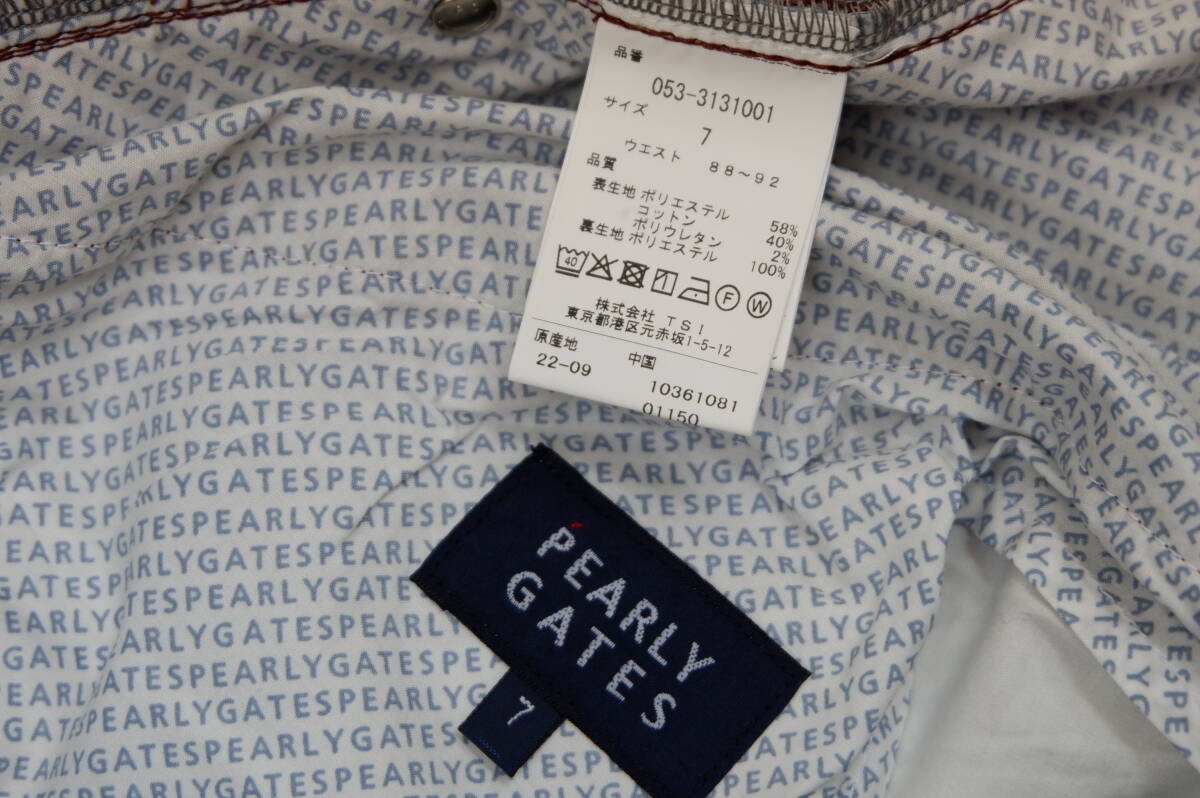 品番
053-3131001
サイズ
7
ウエスト 88〜92
品質
表生地 ポリエステル 58%
コットン 40%
ポリウレタン 2%
裏生地 ポリエステル 100%
40
F
W
株式会社 TSI
東京都港区元赤坂1-5-12
原産地 中国
22-09
10361081
01150
PEARLY
GATES
7
PEARLYGATESPEARLYGATESPEARLYGATES